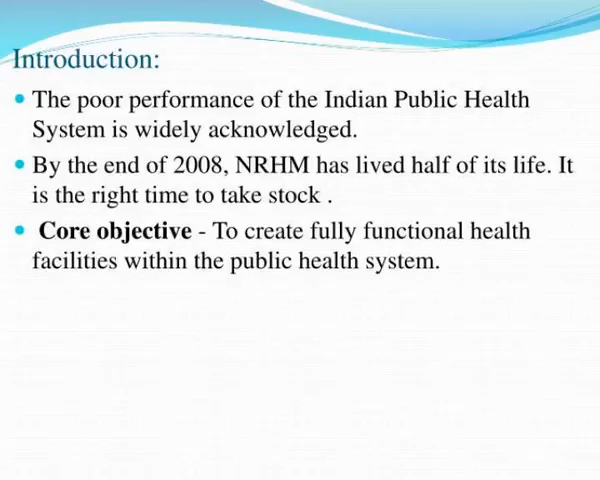 Introduction:
• The poor performance of the Indian Public Health
System is widely acknowledged.
• By the end of 2008, NRHM has lived half of its life. It
is the right time to take stock .
• Core objective - To create fully functional health
facilities within the public health system.